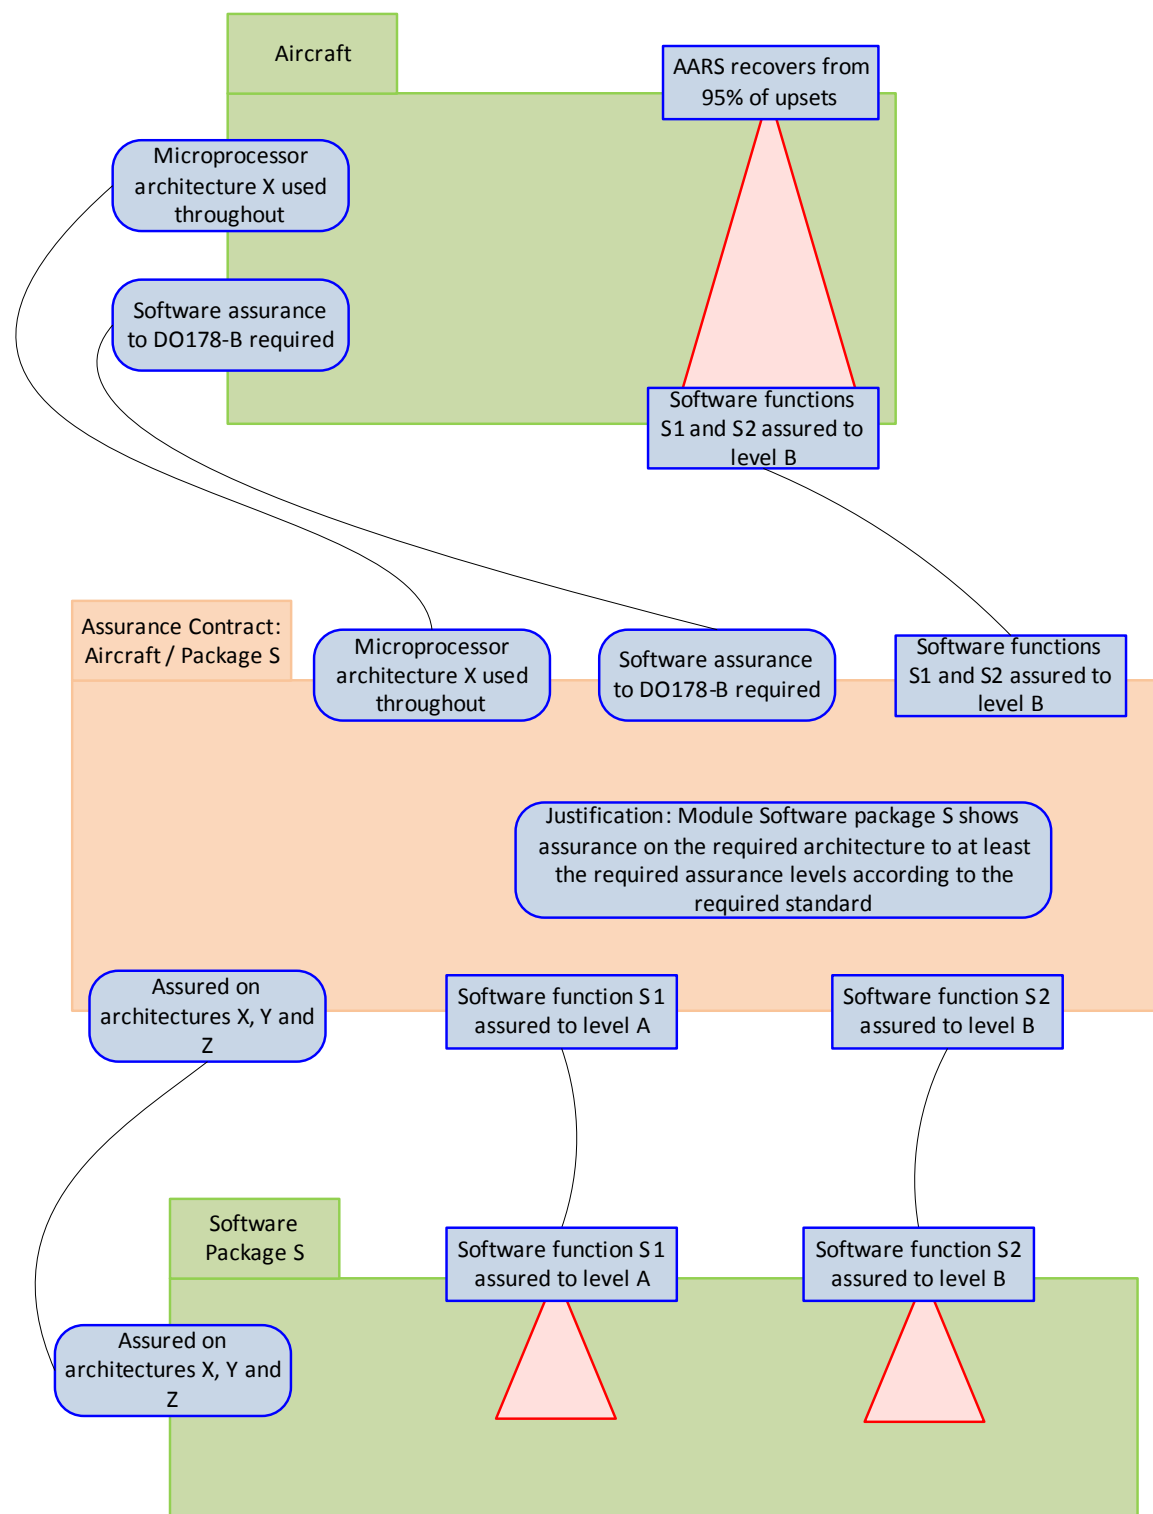 Aircraft
AARS recovers from
95% of upsets
Microprocessor
architecture X used
throughout
Software assurance
to DO178-B required
Software functions
S1 and S2 assured to
level B
Assurance Contract:
Aircraft / Package S
Microprocessor
architecture X used
throughout
Software assurance
to DO178-B required
Software functions
S1 and S2 assured to
level B
Justification: Module Software package S shows
assurance on the required architecture to at least
the required assurance levels according to the
required standard
Assured on
architectures X, Y and
Z
Software function S1
assured to level A
Software function S2
assured to level B
Software
Package S
Software function S1
assured to level A
Software function S2
assured to level B
Assured on
architectures X, Y and
Z